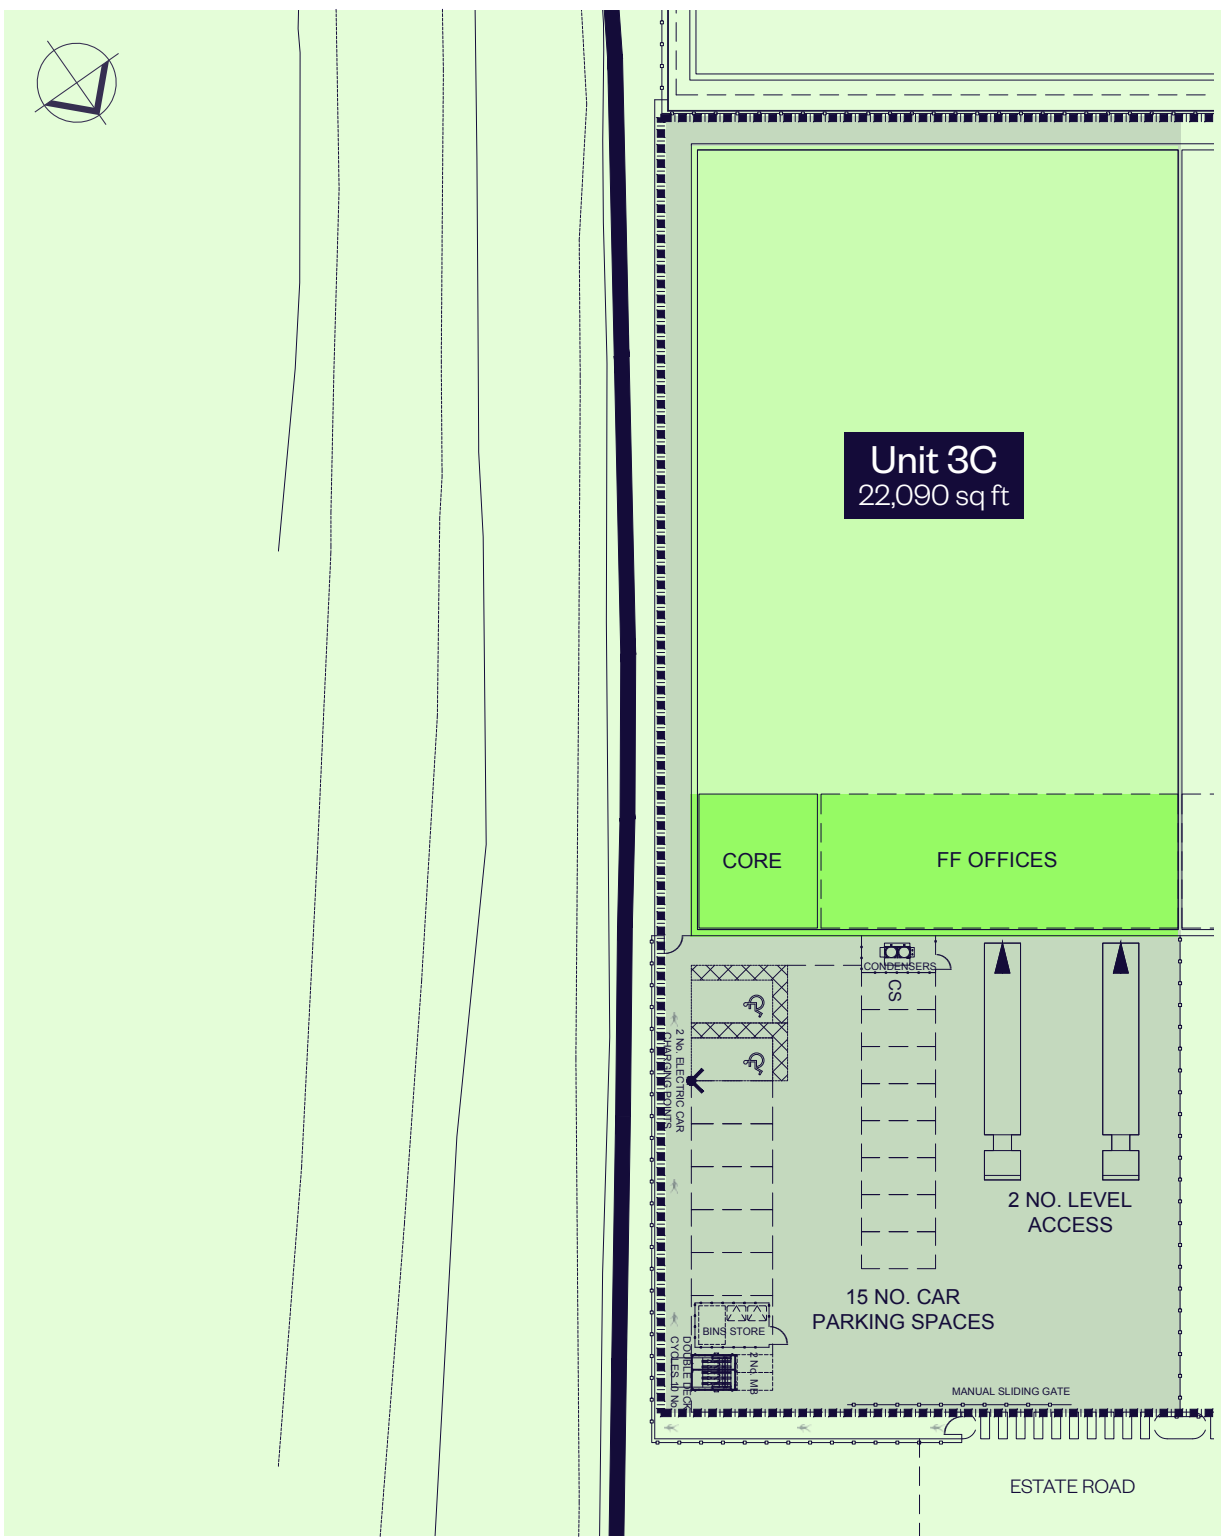 Unit 3C
22,090 sq ft
CORE
FF OFFICES
CONDENSERS
CS
2 No. ELECTRIC CAR
CHARGING POINTS
2 NO. LEVEL
ACCESS
15 NO. CAR
PARKING SPACES
BINS STORE
DOUBLE DECK
CYCLES 10 No.
2 No. MB
MANUAL SLIDING GATE
ESTATE ROAD